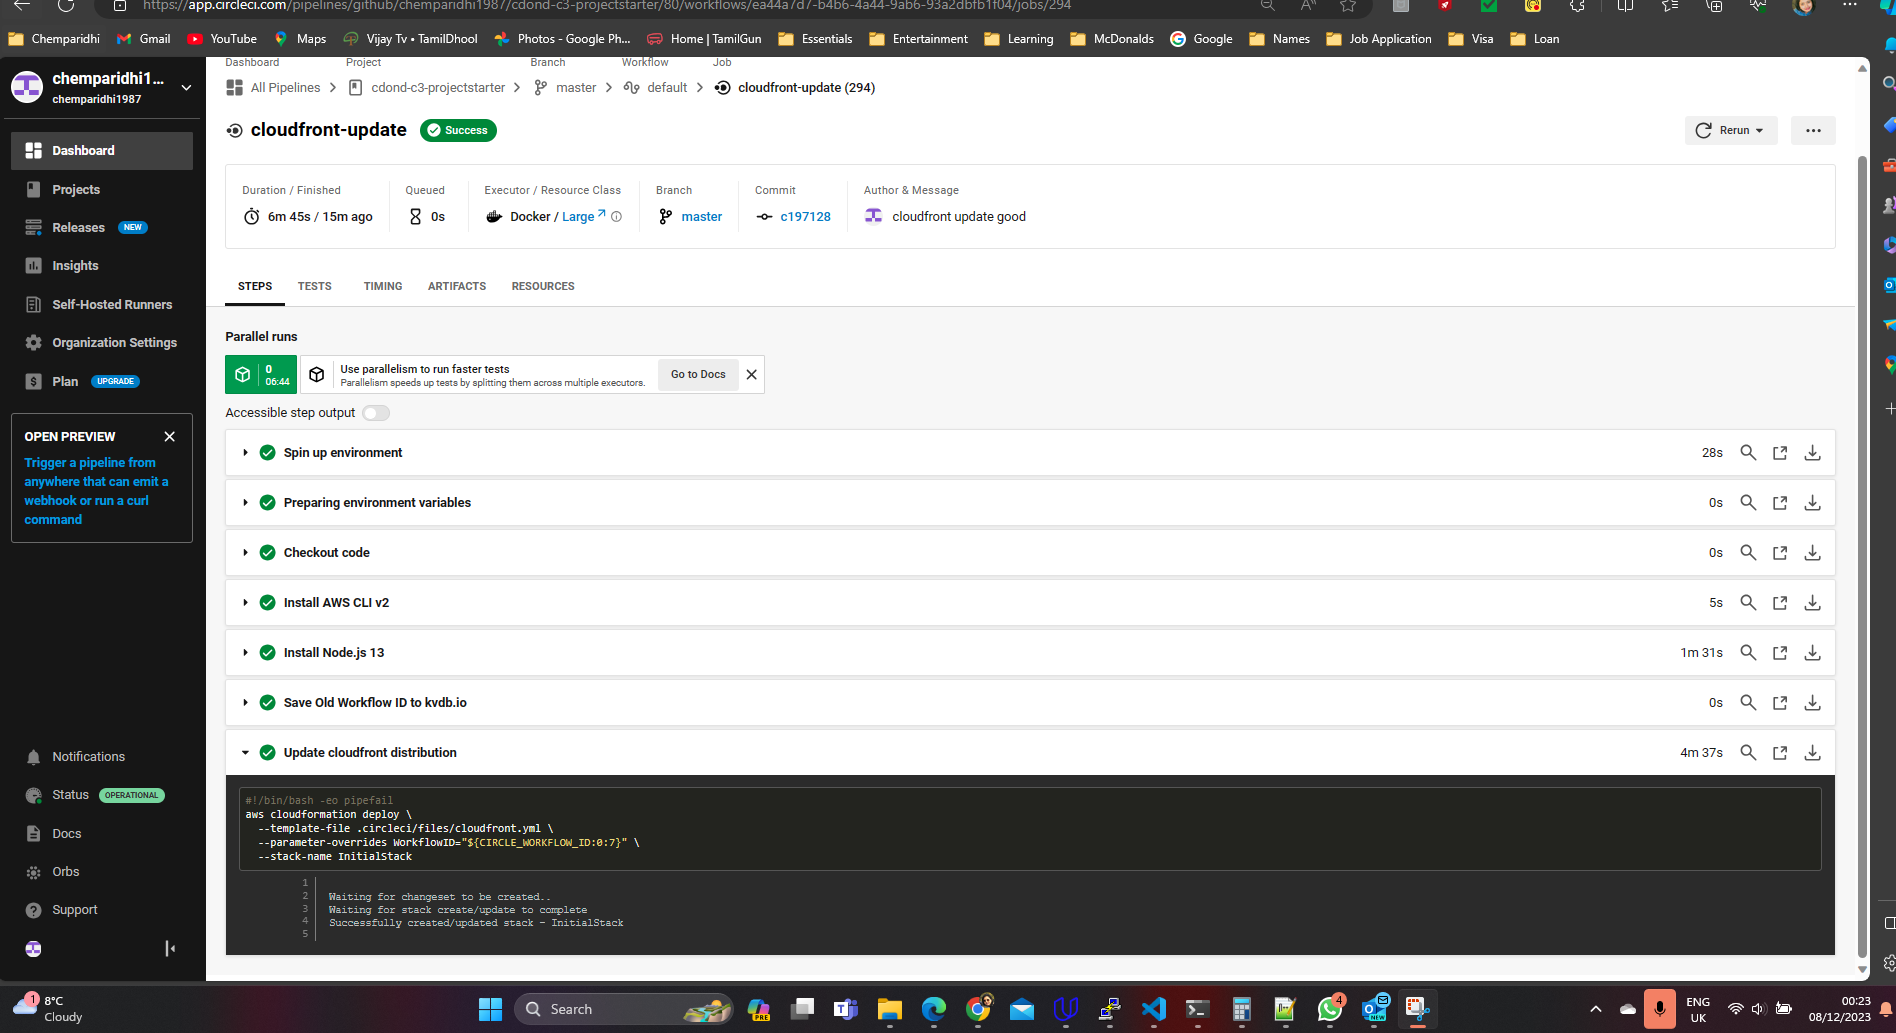 https://app.circleci.com/pipelines/github/chemparidhi1987/cdond-c3-projectstarter/80/workflows/ea44a7d7-b4b6-4a44-9ab6-93a2dbfb1f04/jobs/294
Chemparidhi
Gmail
YouTube
Maps
Vijay Tv • TamilDhool
Photos - Google Ph...
Home | TamilGun
Essentials
Entertainment
Learning
McDonalds
Google
Names
Job Application
Visa
Loan
chemparidhi1...
chemparidhi1987
Dashboard
Projects
Releases NEW
Insights
Self-Hosted Runners
Organization Settings
Plan UPGRADE
OPEN PREVIEW
Trigger a pipeline from
anywhere that can emit a
webhook or run a curl
command
Notifications
Status OPERATIONAL
Docs
Orbs
Support
Dashboard Project Branch Workflow Job
All Pipelines cdond-c3-projectstarter master default cloudfront-update (294)
cloudfront-update Success
Rerun
Duration / Finished
6m 45s / 15m ago
Queued
0s
Executor / Resource Class
Docker / Large
Branch
master
Commit
c197128
Author & Message
cloudfront update good
STEPS TESTS TIMING ARTIFACTS RESOURCES
Parallel runs
0
06:44
Use parallelism to run faster tests
Parallelism speeds up tests by splitting them across multiple executors.
Go to Docs
Accessible step output
Spin up environment 28s
Preparing environment variables 0s
Checkout code 0s
Install AWS CLI v2 5s
Install Node.js 13 1m 31s
Save Old Workflow ID to kvdb.io 0s
Update cloudfront distribution 4m 37s
#!/bin/bash -eo pipefail
aws cloudformation deploy \
--template-file .circleci/files/cloudfront.yml \
--parameter-overrides WorkflowID="${CIRCLE_WORKFLOW_ID:0:7}" \
--stack-name InitialStack
1
2 Waiting for changeset to be created..
3 Waiting for stack create/update to complete
4 Successfully created/updated stack - InitialStack
5
1
8°C
Cloudy
Search
PRE
4
NEW
ENG
UK
00:23
08/12/2023